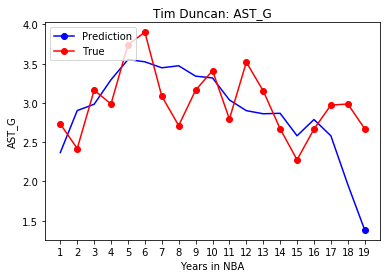 Tim Duncan: AST_G
Prediction
True
4.0
3.5
3.0
2.5
2.0
1.5
AST_G
1 2 3 4 5 6 7 8 9 10 11 12 13 14 15 16 17 18 19
Years in NBA